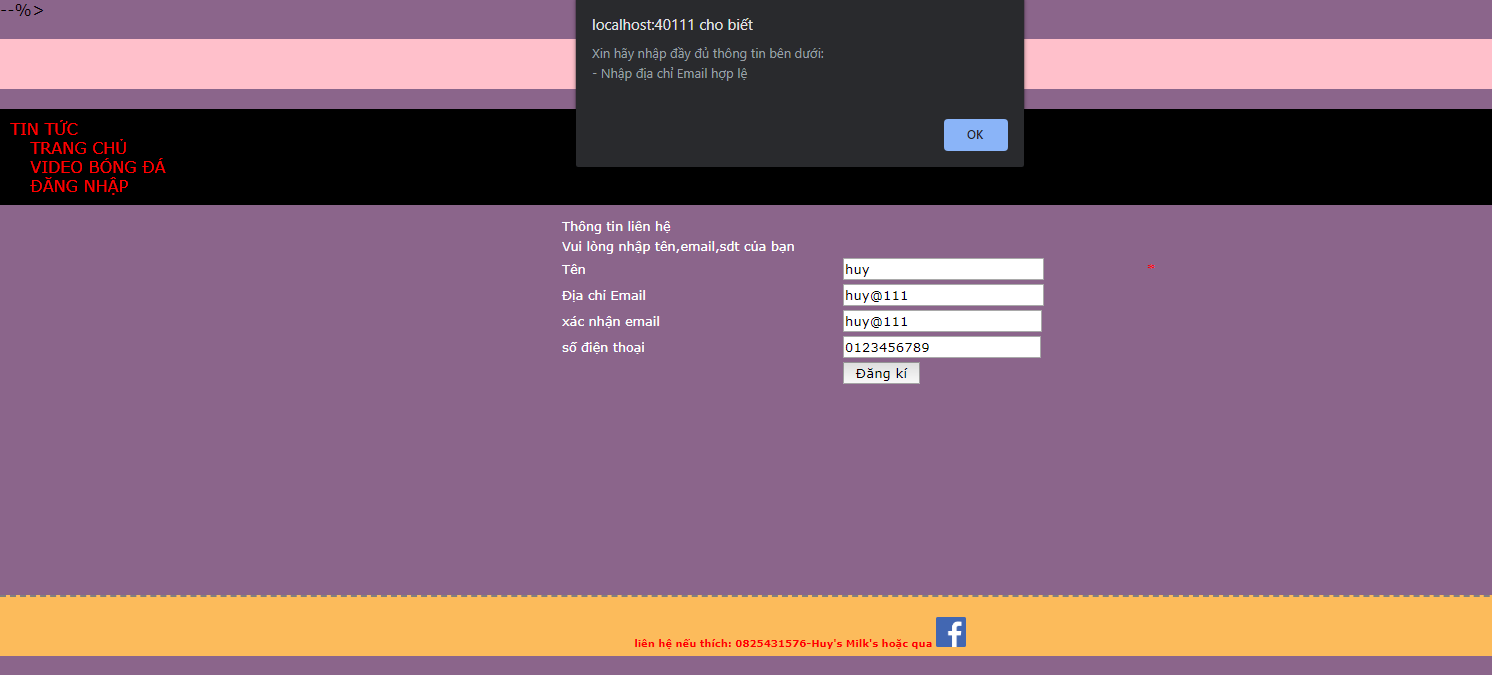 --%>
localhost:40111 cho biết
Xin hãy nhập đầy đủ thông tin bên dưới:
- Nhập địa chỉ Email hợp lệ
OK
TIN TỨC
TRANG CHỦ
VIDEO BÓNG ĐÁ
ĐĂNG NHẬP
Thông tin liên hệ
Vui lòng nhập tên,email,sdt của bạn
Tên huy *
Địa chỉ Email huy@111
xác nhận email huy@111
số điện thoại 0123456789
Đăng kí
liên hệ nếu thích: 0825431576-Huy's Milk's hoặc qua f